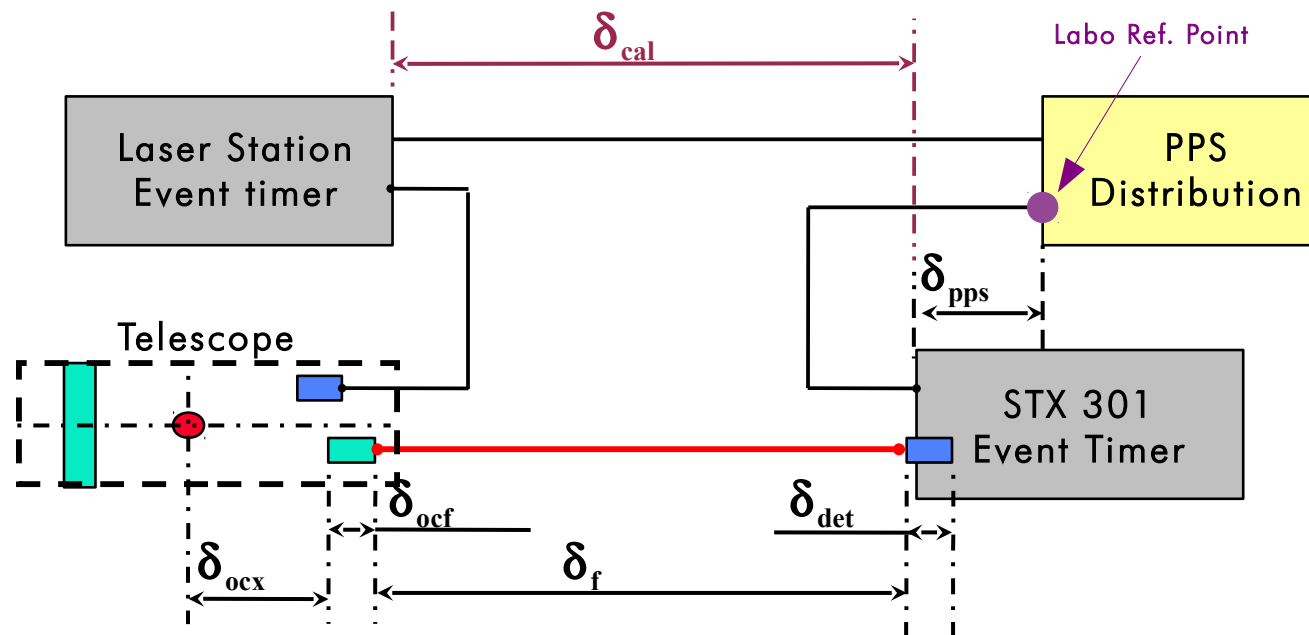 δcal
Labo Ref. Point
Laser Station
Event timer
PPS
Distribution
δpps
Telescope
STX 301
Event Timer
δocf
δdet
δocx
δf